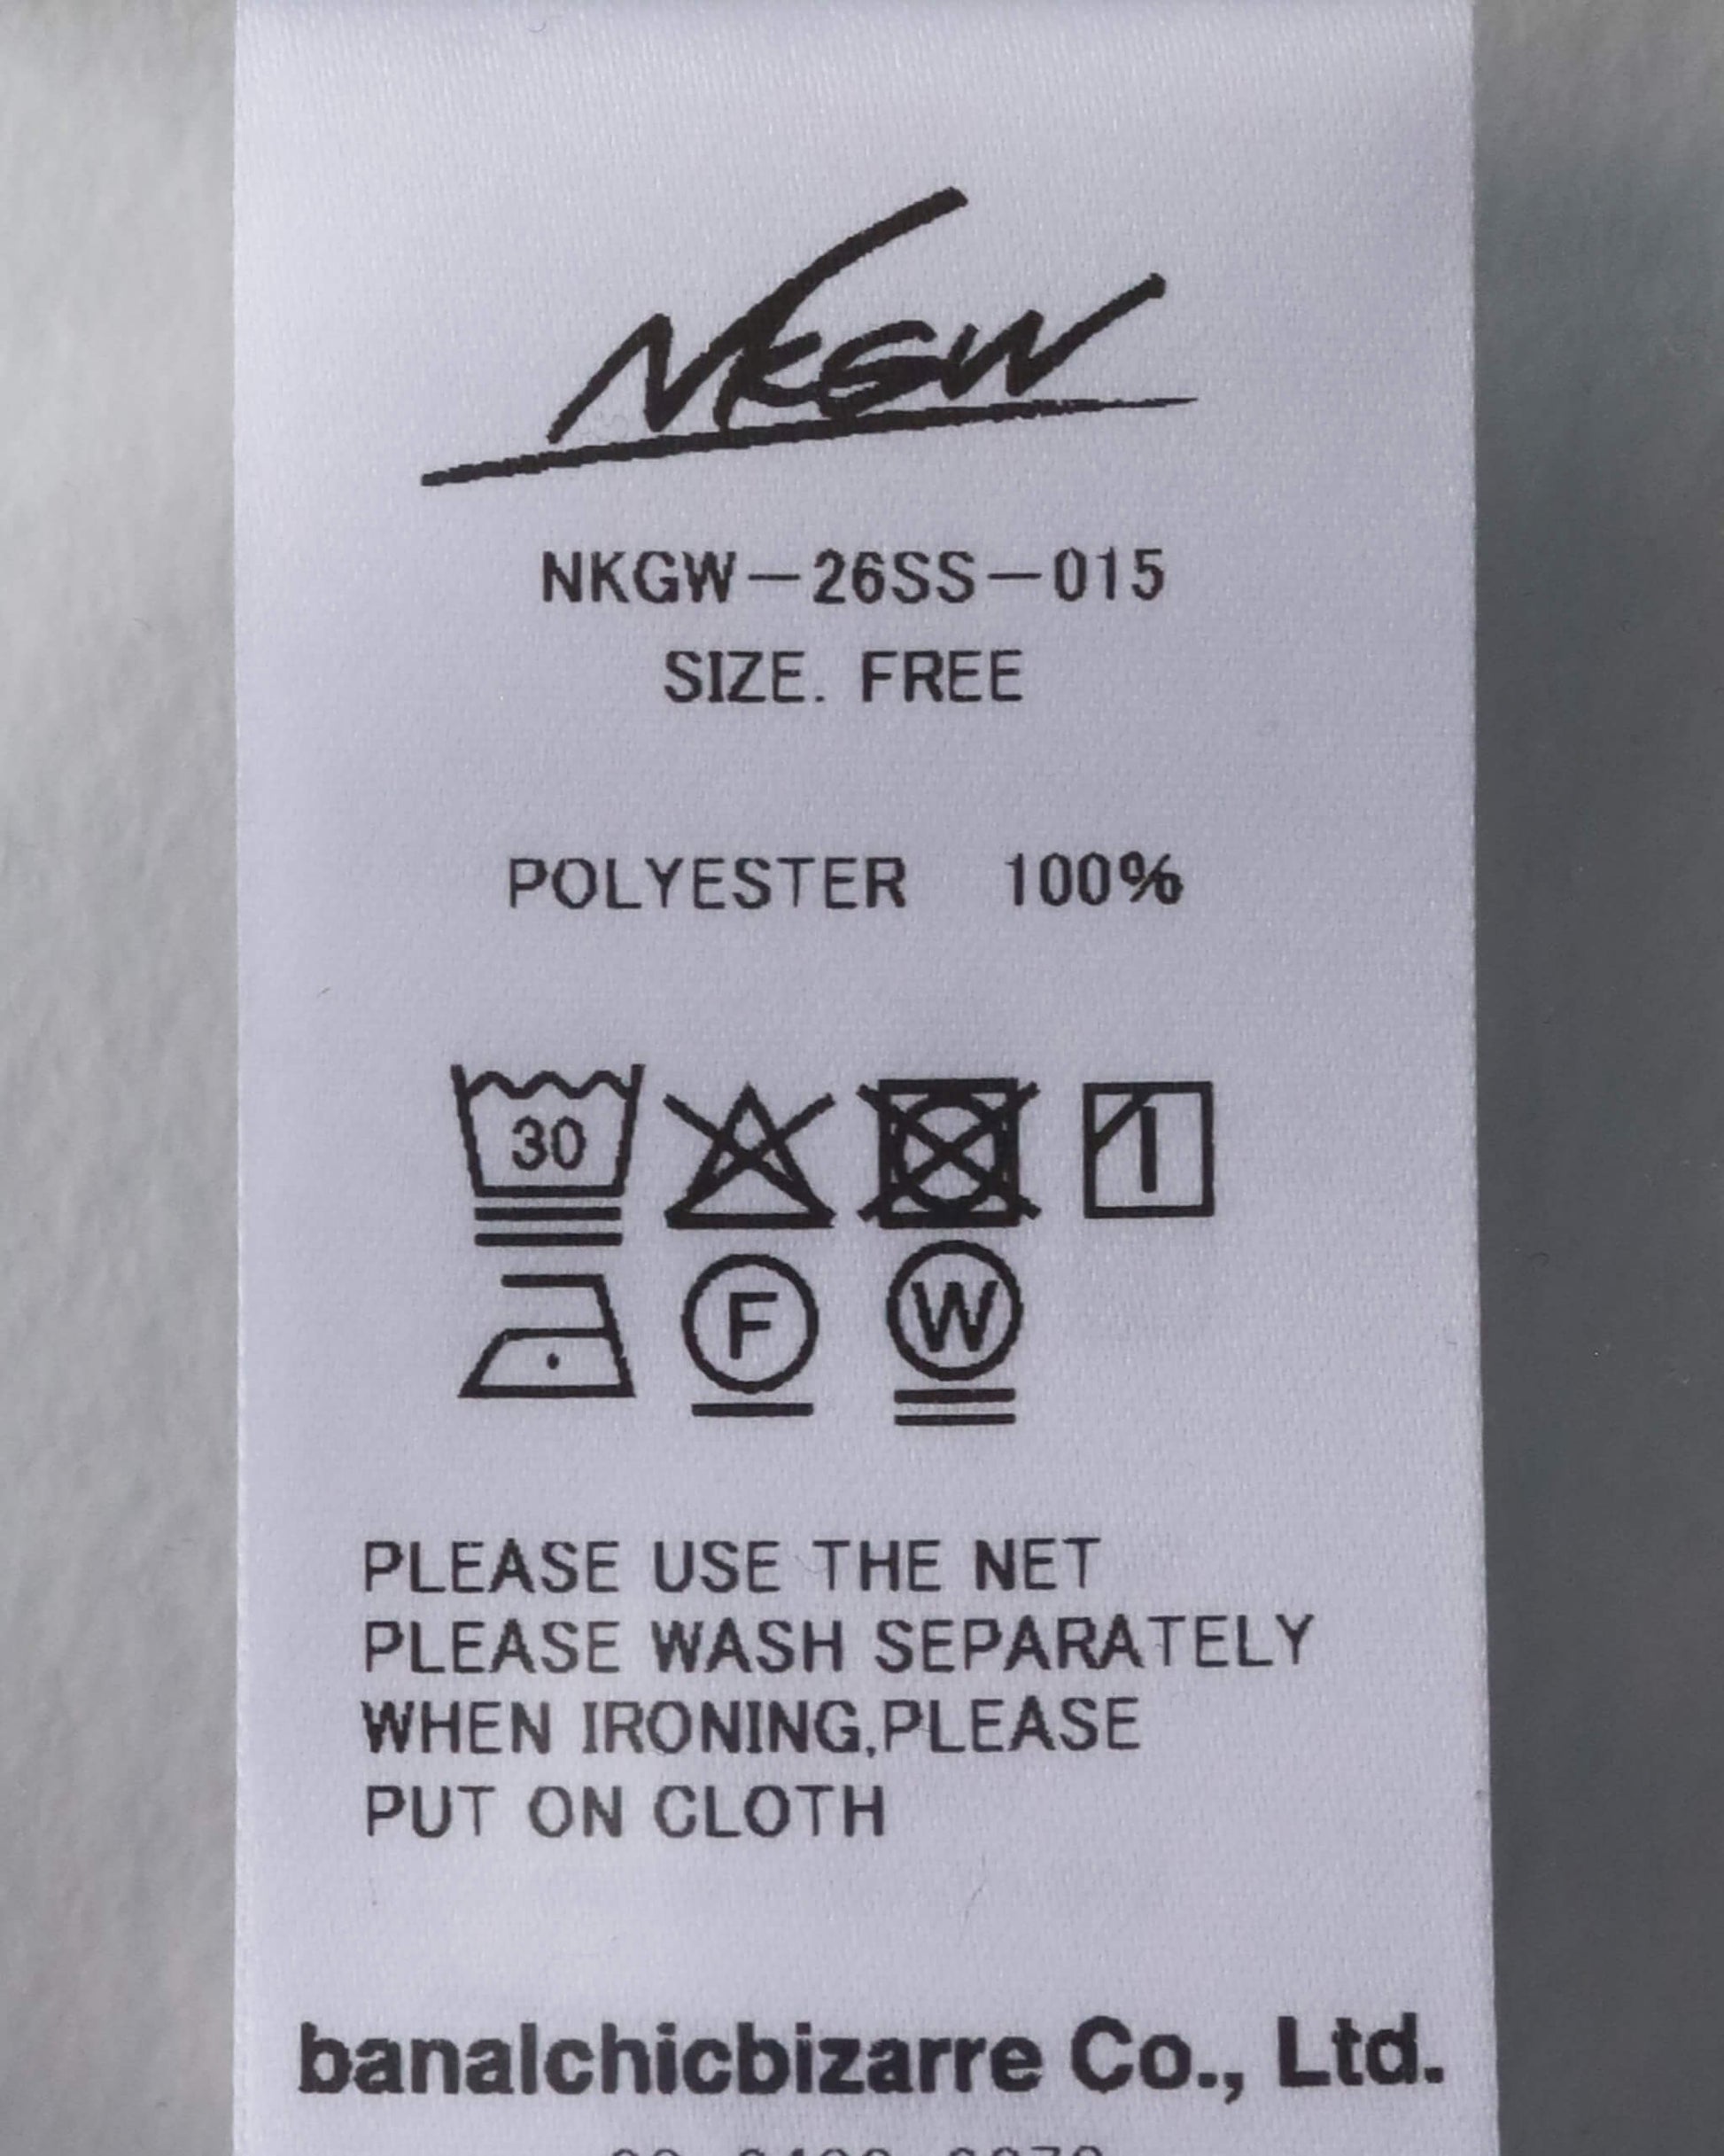 NKGW
NKGW-26SS-015
SIZE. FREE
POLYESTER 100%
30
F W
PLEASE USE THE NET
PLEASE WASH SEPARATELY
WHEN IRONING,PLEASE
PUT ON CLOTH
banalchicbizarre Co., Ltd.